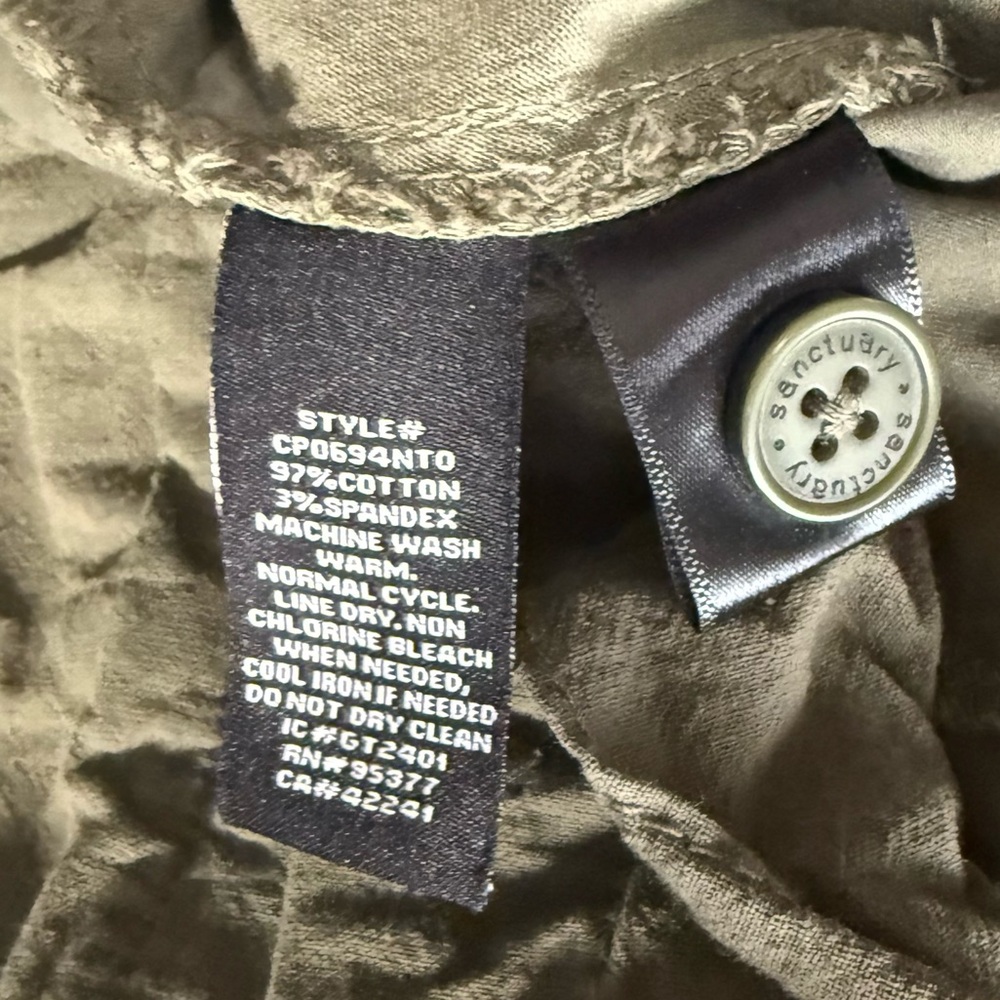 STYLE#
CP0694NTO
97%COTTON
3%SPANDEX
MACHINE WASH
WARM.
NORMAL CYCLE.
LINE DRY. NON
CHLORINE BLEACH
WHEN NEEDED,
COOL IRON IF NEEDED
DO NOT DRY CLEAN
IC#GT2401
RN#95377
CA#42241
sanctuary • sanctuary •